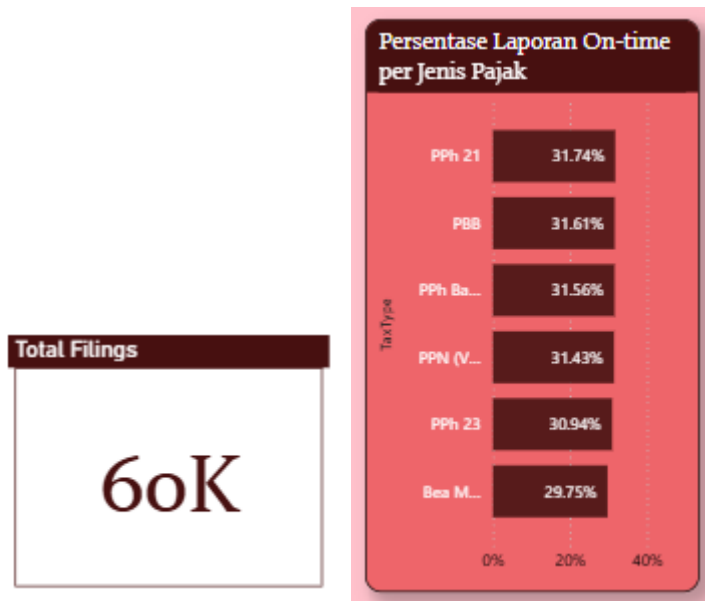 Total Filings
60K
Persentase Laporan On-time
per Jenis Pajak
TaxType
PPh 21 31.74%
PBB 31.61%
PPh Ba... 31.56%
PPN (V... 31.43%
PPh 23 30.94%
Bea M... 29.75%
0% 20% 40%